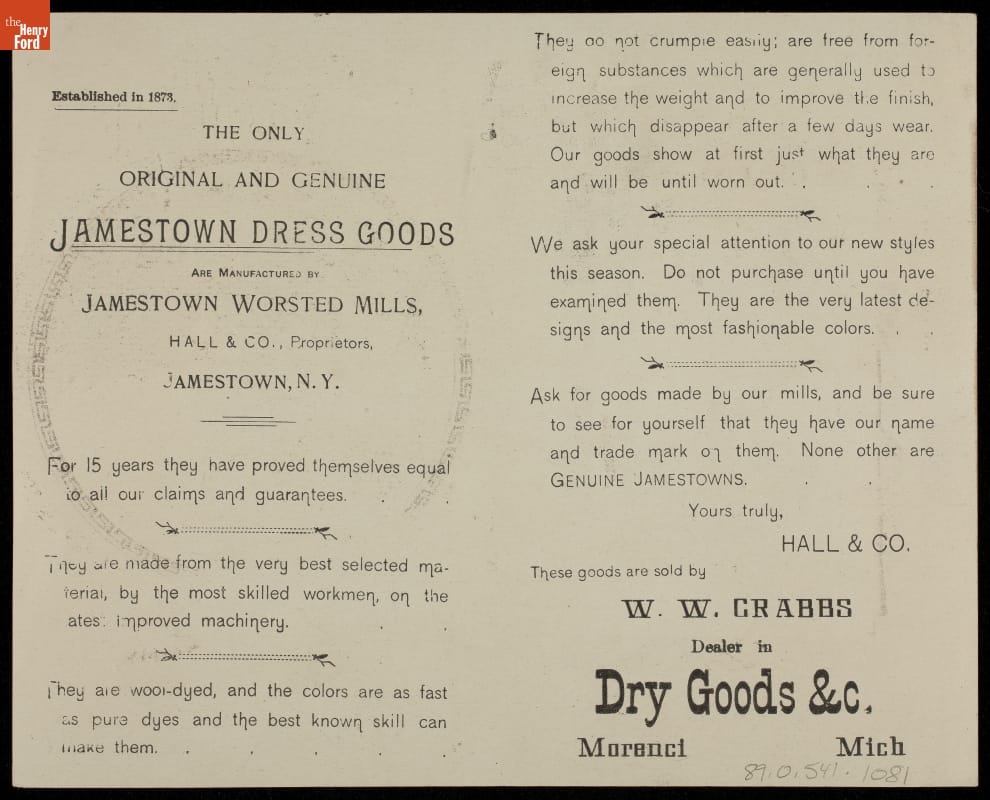 the
Henry
Ford
Established in 1873.
THE ONLY
ORIGINAL AND GENUINE
JAMESTOWN DRESS GOODS
ARE MANUFACTURED BY
JAMESTOWN WORSTED MILLS,
HALL & CO., Proprietors,
JAMESTOWN, N. Y.
For 15 years they have proved themselves equal
to all our claims and guarantees.
They are made from the very best selected ma-
terial, by the most skilled workmen, on the
latest improved machinery.
They are wool-dyed, and the colors are as fast
as pure dyes and the best known skill can
make them.
They do not crumple easily; are free from for-
eign substances which are generally used to
increase the weight and to improve the finish,
but which disappear after a few days wear.
Our goods show at first just what they are
and will be until worn out.
We ask your special attention to our new styles
this season. Do not purchase until you have
examined them. They are the very latest de-
signs and the most fashionable colors.
Ask for goods made by our mills, and be sure
to see for yourself that they have our name
and trade mark on them. None other are
GENUINE JAMESTOWNS.
Yours truly,
HALL & CO.
These goods are sold by
W. W. CRABBS
Dealer in
Dry Goods &c.
Morenci Mich
89.0.541.1081